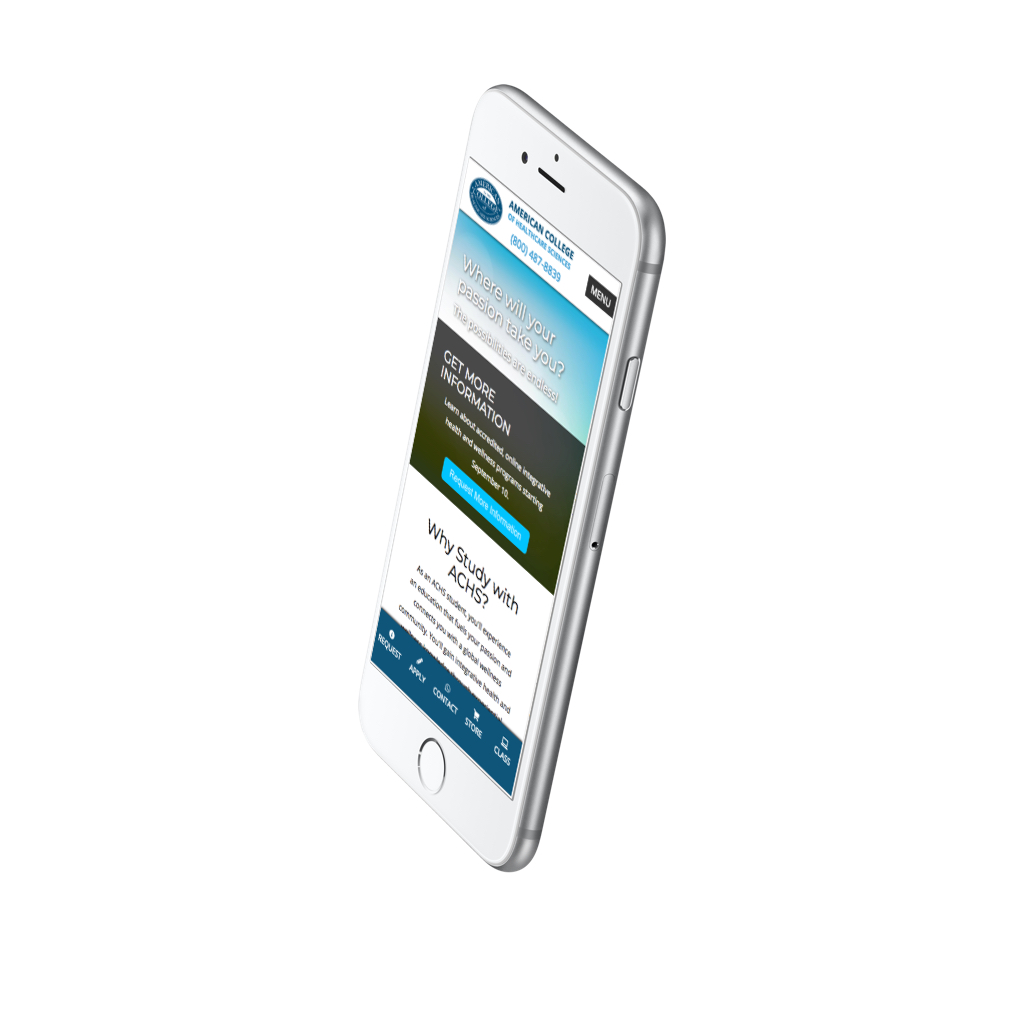 AMERICAN COLLEGE
OF HEALTHCARE SCIENCES
(800) 487-8839
MENU
Where will your
passion take you?
The possibilities are endless!
GET MORE
INFORMATION
Learn about accredited, online integrative
health and wellness programs starting
September 10.
Request More Information
Why Study with
ACHS?
As an ACHS student, you'll experience
an education that fuels your passion and
connects you with a global wellness
community. You'll gain integrative health and
REQUEST
APPLY
CONTACT
STORE
CLASS